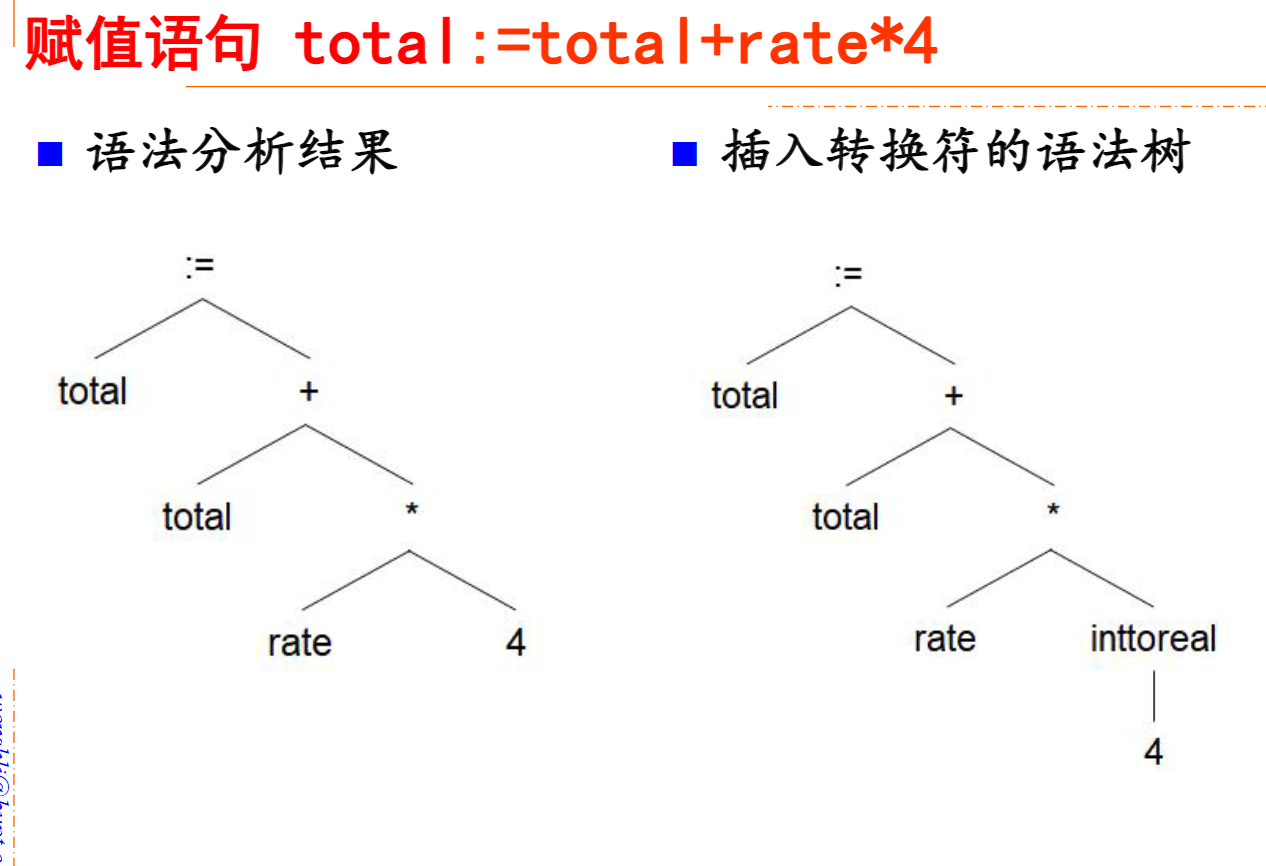 赋值语句 total:=total+rate*4
■ 语法分析结果
■ 插入转换符的语法树
:=
total +
total *
rate 4
:=
total +
total *
rate inttoreal
4